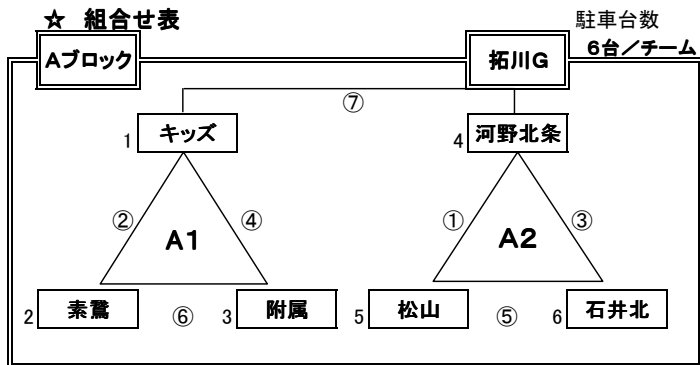 ☆ 組合せ表
駐車台数
6台／チーム
Aブロック
拓川G
⑦
1 キッズ
4 河野北条
② ④
① ③
A1
A2
2 素鵞
⑥
3 附属
5 松山
⑤
6 石井北